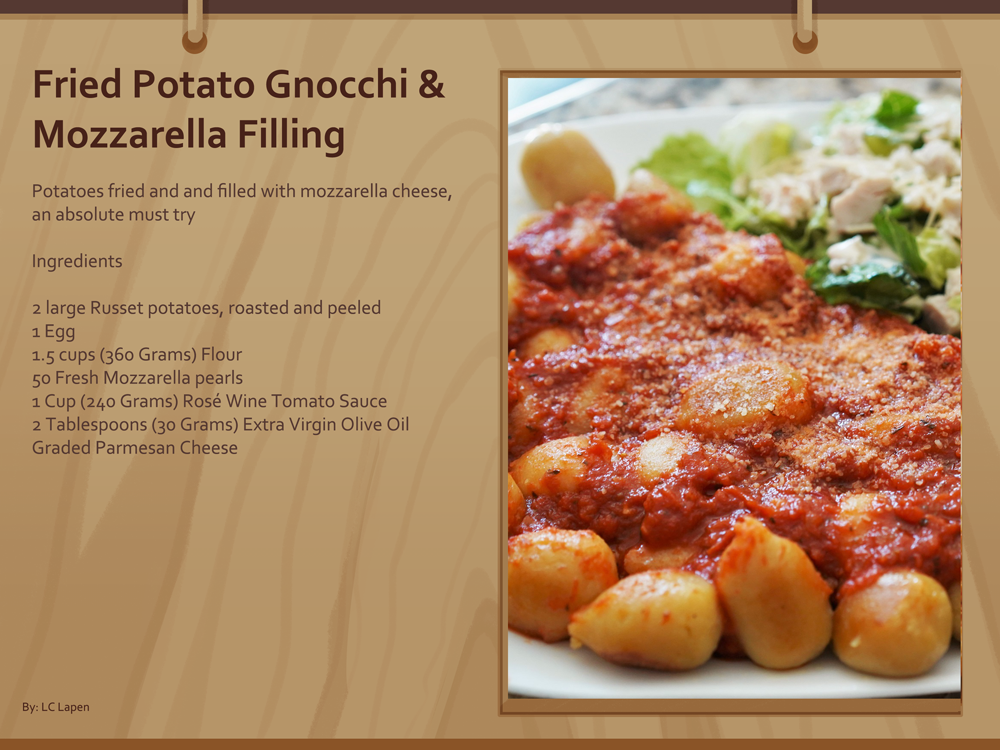 Fried Potato Gnocchi &
Mozzarella Filling
Potatoes fried and and filled with mozzarella cheese,
an absolute must try
Ingredients
2 large Russet potatoes, roasted and peeled
1 Egg
1.5 cups (360 Grams) Flour
50 Fresh Mozzarella pearls
1 Cup (240 Grams) Rosé Wine Tomato Sauce
2 Tablespoons (30 Grams) Extra Virgin Olive Oil
Graded Parmesan Cheese
By: LC Lapen